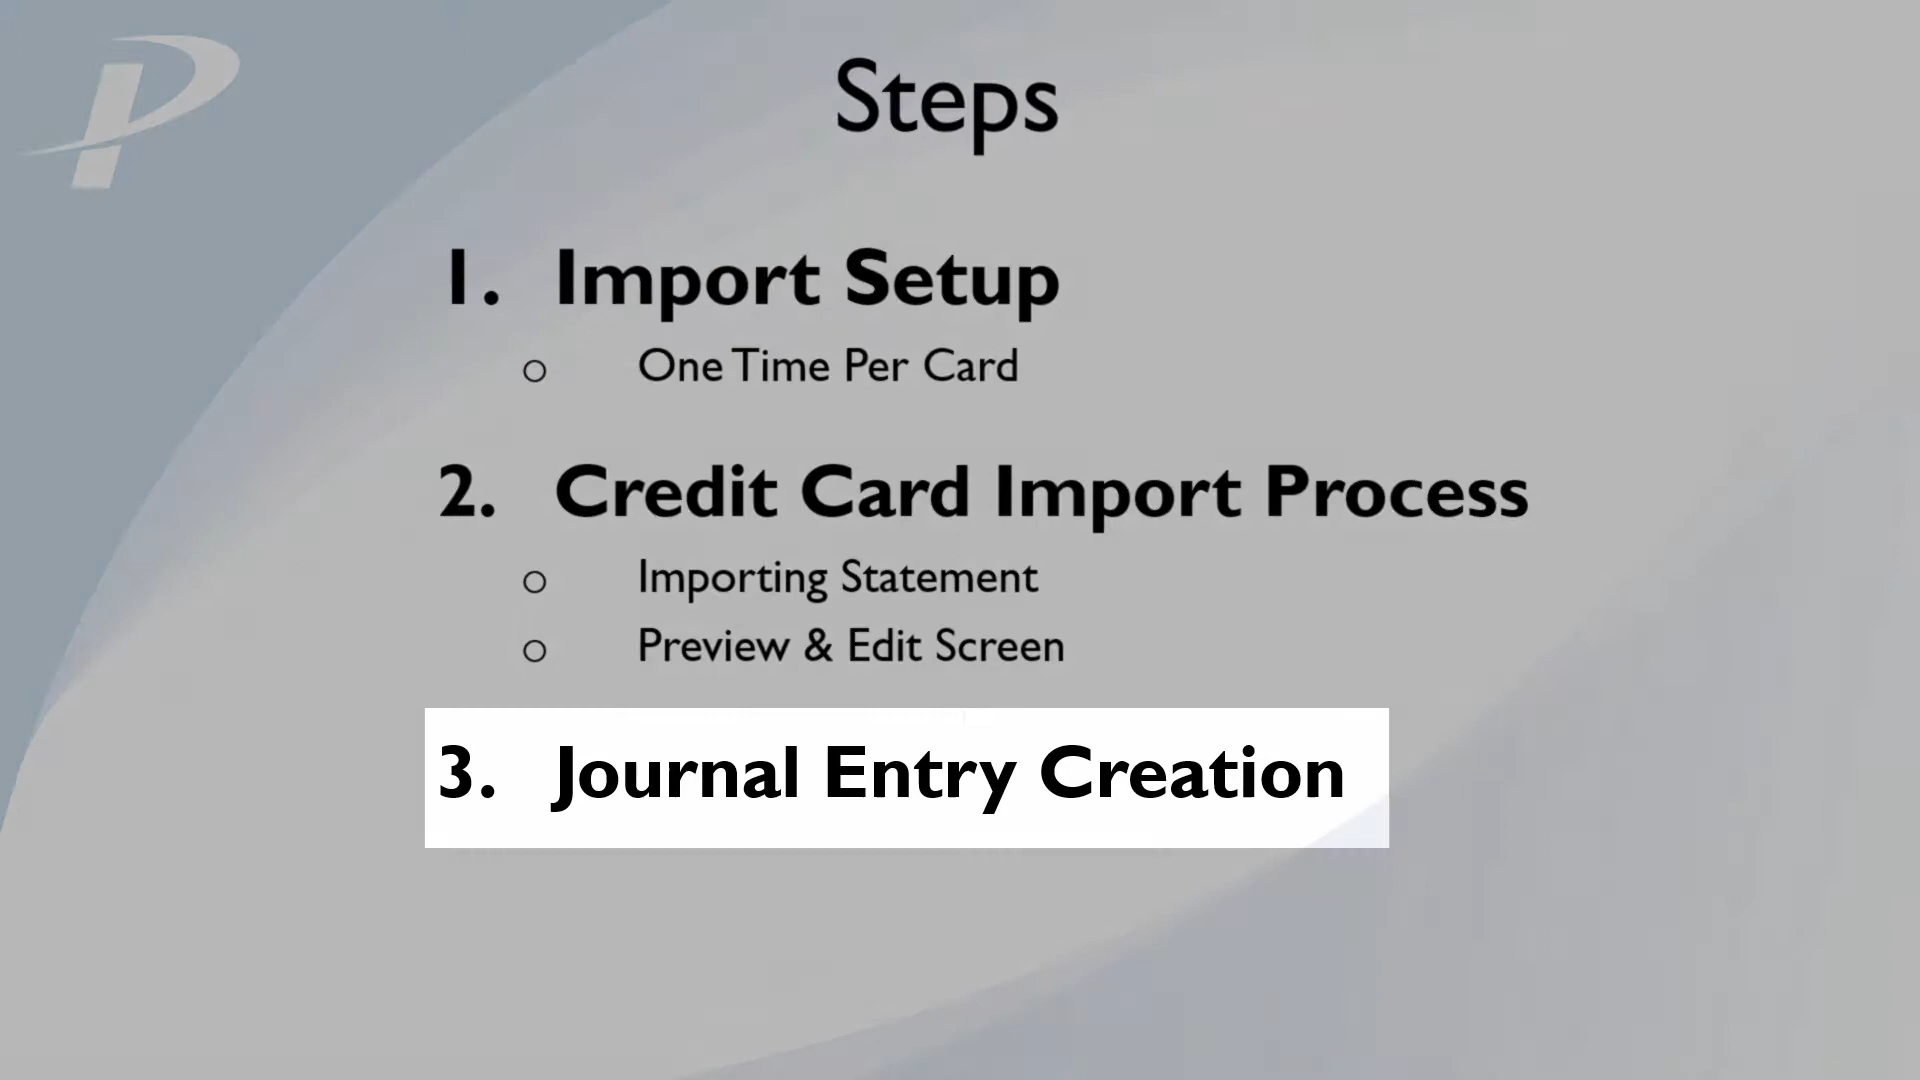 Steps
1. Import Setup
o One Time Per Card
2. Credit Card Import Process
o Importing Statement
o Preview & Edit Screen
3. Journal Entry Creation